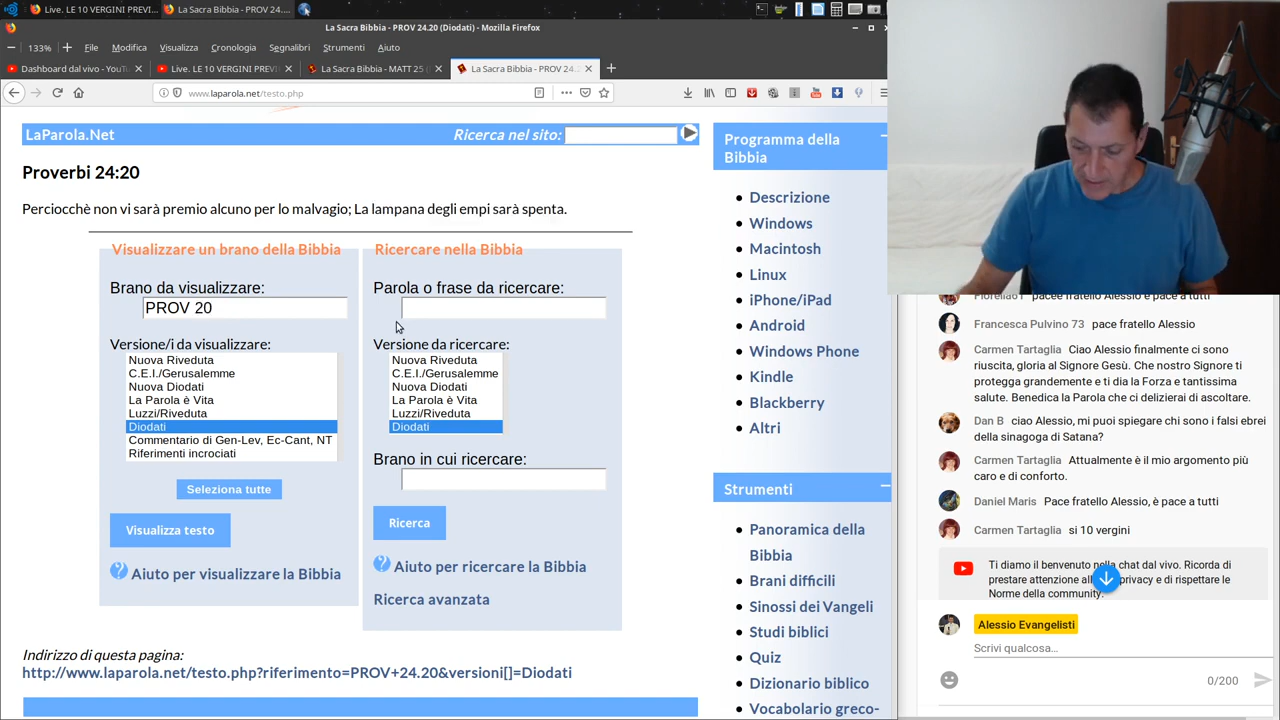 Live. LE 10 VERGINI PREVI...
La Sacra Bibbia - PROV 24....
La Sacra Bibbia - PROV 24.20 (Diodati) - Mozilla Firefox
133%
File
Modifica
Visualizza
Cronologia
Segnalibri
Strumenti
Aiuto
Dashboard dal vivo - YouTu
Live. LE 10 VERGINI PREVI
La Sacra Bibbia - MATT 25 (
La Sacra Bibbia - PROV 24.
www.laparola.net/testo.php
LaParola.Net
Ricerca nel sito:
Proverbi 24:20
Perciocchè non vi sarà premio alcuno per lo malvagio; La lampana degli empi sarà spenta.
Visualizzare un brano della Bibbia
Brano da visualizzare:
PROV 20
Versione/i da visualizzare:
Nuova Riveduta
C.E.I./Gerusalemme
Nuova Diodati
La Parola è Vita
Luzzi/Riveduta
Diodati
Commentario di Gen-Lev, Ec-Cant, NT
Riferimenti incrociati
Seleziona tutte
Visualizza testo
Aiuto per visualizzare la Bibbia
Ricercare nella Bibbia
Parola o frase da ricercare:
Versione da ricercare:
Nuova Riveduta
C.E.I./Gerusalemme
Nuova Diodati
La Parola è Vita
Luzzi/Riveduta
Diodati
Brano in cui ricercare:
Ricerca
Aiuto per ricercare la Bibbia
Ricerca avanzata
Indirizzo di questa pagina:
http://www.laparola.net/testo.php?riferimento=PROV+24.20&versioni[]=Diodati
Programma della
Bibbia
Descrizione
Windows
Macintosh
Linux
iPhone/iPad
Android
Windows Phone
Kindle
Blackberry
Altri
Strumenti
Panoramica della
Bibbia
Brani difficili
Sinossi dei Vangeli
Studi biblici
Quiz
Dizionario biblico
Vocabolario greco-
pacee fratello Alessio e pace a tutti
Francesca Pulvino 73 pace fratello Alessio
Carmen Tartaglia Ciao Alessio finalmente ci sono
riuscita, gloria al Signore Gesù. Che nostro Signore ti
protegga grandemente e ti dia la Forza e tantissima
salute. Benedica la Parola che ci delizierai di ascoltare.
Dan B ciao Alessio, mi puoi spiegare chi sono i falsi ebrei
della sinagoga di Satana?
Carmen Tartaglia Attualmente è il mio argomento più
caro e di conforto.
Daniel Maris Pace fratello Alessio, è pace a tutti
Carmen Tartaglia si 10 vergini
Ti diamo il benvenuto nella chat dal vivo. Ricorda di
prestare attenzione alla privacy e di rispettare le
Norme della community.
Alessio Evangelisti
Scrivi qualcosa...
0/200